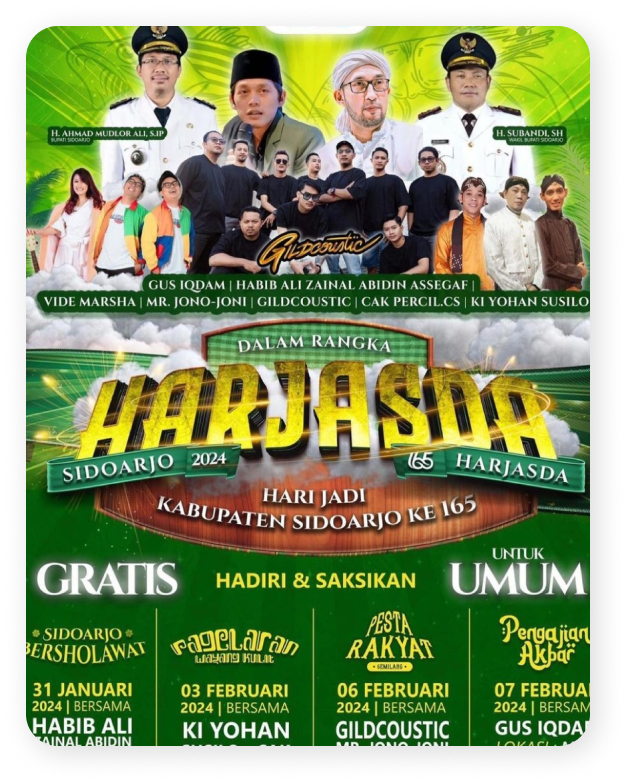 H. AHMAD MUDLOR ALI, S.IP
BUPATI SIDOARJO
H. SUBANDI, SH
WAKIL BUPATI SIDOARJO
GILDCOUSTIC
GUS IQDAM | HABIB ALI ZAINAL ABIDIN ASSEGAF |
VIDE MARSHA | MR. JONO-JONI | GILDCOUSTIC | CAK PERCIL.CS | KI YOHAN SUSILO
DALAM RANGKA
HARJASDA
SIDOARJO 2024
165 HARJASDA
HARI JADI
KABUPATEN SIDOARJO KE 165
GRATIS
HADIRI & SAKSIKAN
UNTUK
UMUM
SIDOARJO
BERSHOLAWAT
31 JANUARI
2024 | BERSAMA
HABIB ALI
ZAINAL ABIDIN
PAGELARAN
WAYANG KULIT
03 FEBRUARI
2024 | BERSAMA
KI YOHAN
PESTA
RAKYAT
GEMILANG
06 FEBRUARI
2024 | BERSAMA
GILDCOUSTIC
MR. JONO-JONI
Pengajian
Akbar
07 FEBRUARI
2024 | BERSAMA
GUS IQDAM